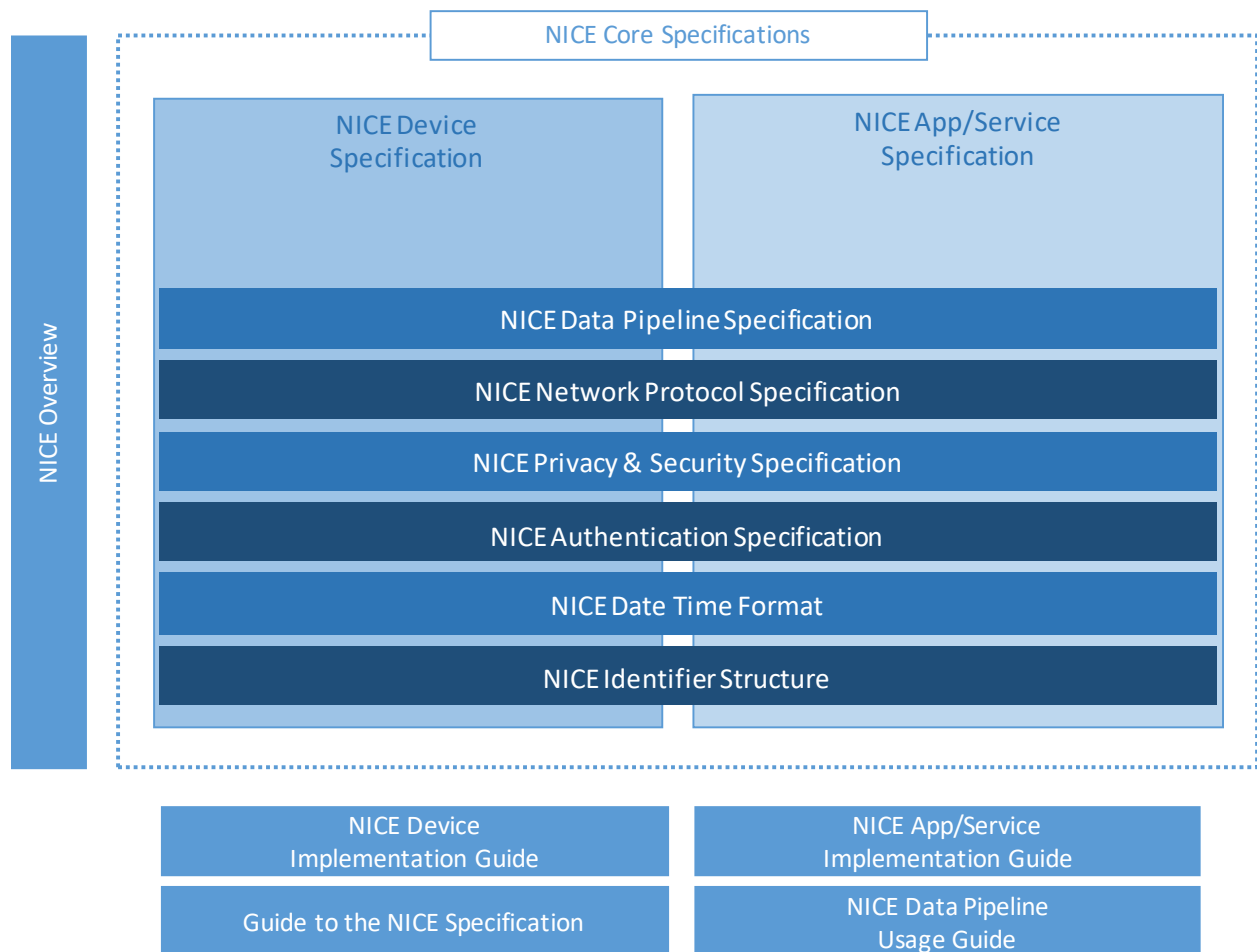 NICE Core Specifications
NICE Overview
NICE Device
Specification
NICE App/Service
Specification
NICE Data Pipeline Specification
NICE Network Protocol Specification
NICE Privacy & Security Specification
NICE Authentication Specification
NICE Date Time Format
NICE Identifier Structure
NICE Device
Implementation Guide
NICE App/Service
Implementation Guide
Guide to the NICE Specification
NICE Data Pipeline
Usage Guide